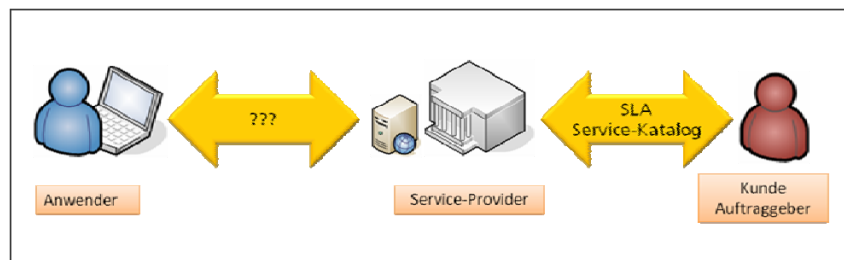 ???
SLA
Service-Katalog
Anwender
Service-Provider
Kunde
Auftraggeber